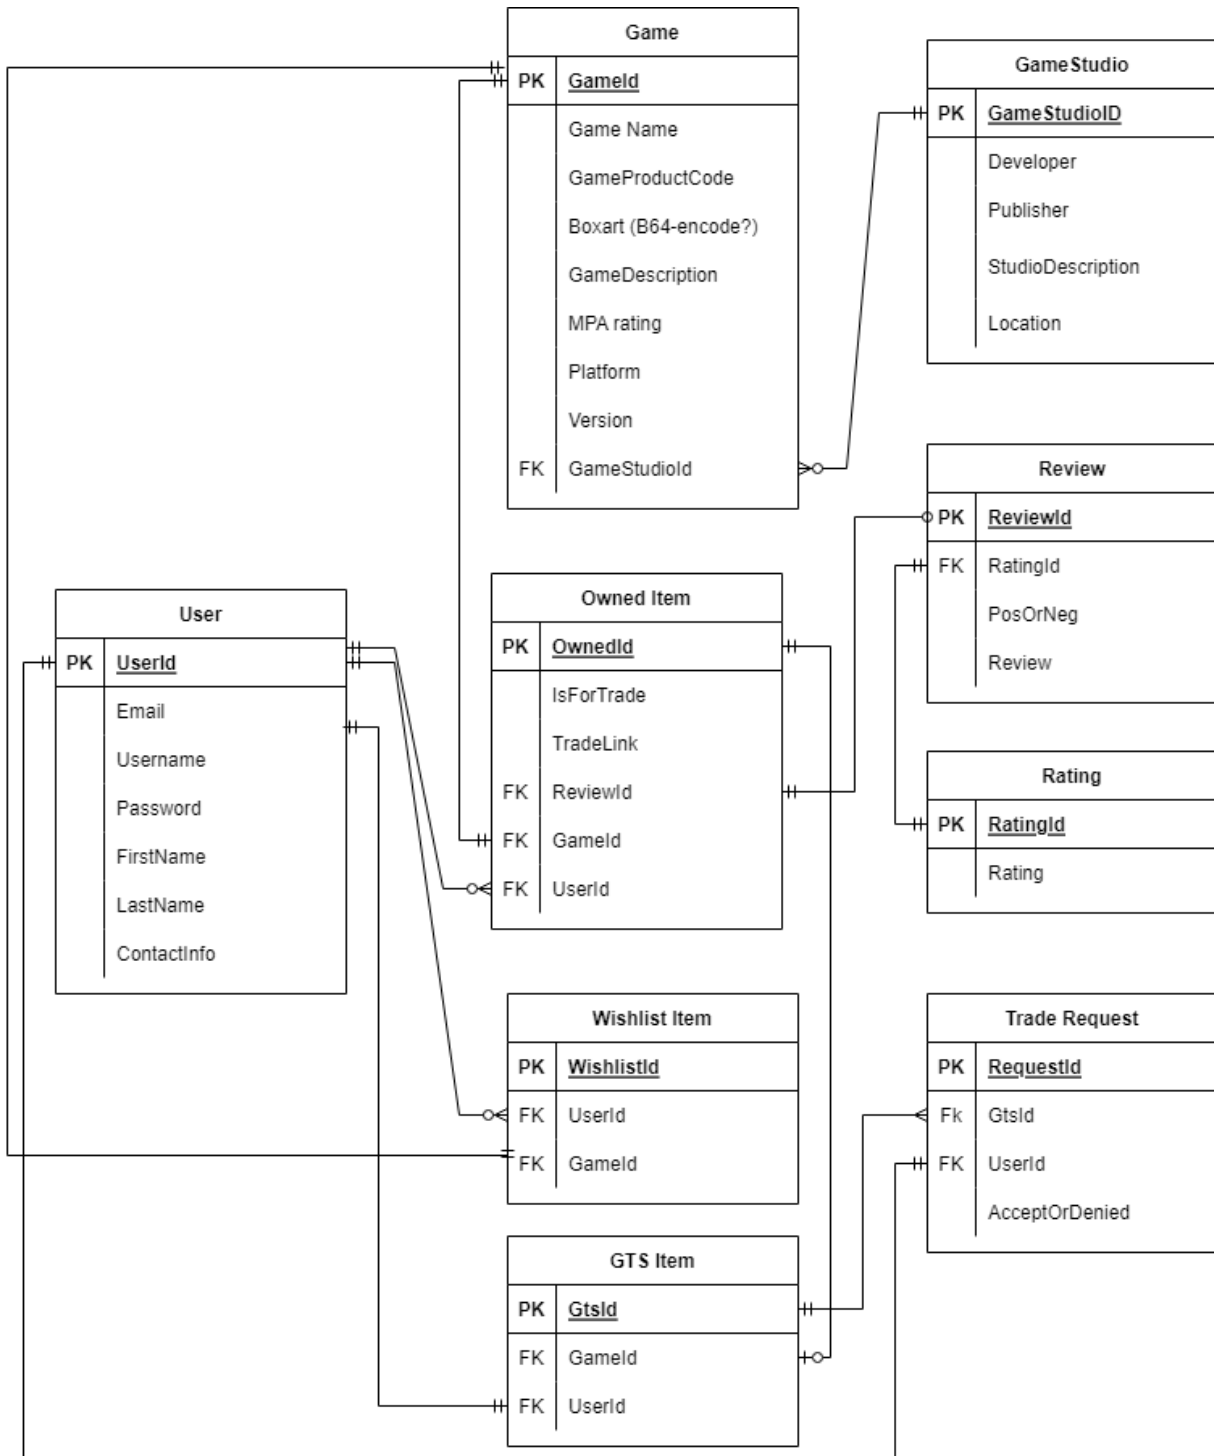 Game
PK GameId
Game Name
GameProductCode
Boxart (B64-encode?)
GameDescription
MPA rating
Platform
Version
FK GameStudioId
GameStudio
PK GameStudioID
Developer
Publisher
StudioDescription
Location
Review
PK ReviewId
FK RatingId
PosOrNeg
Review
User
PK UserId
Email
Username
Password
FirstName
LastName
ContactInfo
Owned Item
PK OwnedId
IsForTrade
TradeLink
FK ReviewId
FK GameId
FK UserId
Rating
PK RatingId
Rating
Wishlist Item
PK WishlistId
FK UserId
FK GameId
Trade Request
PK RequestId
Fk GtsId
FK UserId
AcceptOrDenied
GTS Item
PK GtsId
FK GameId
FK UserId